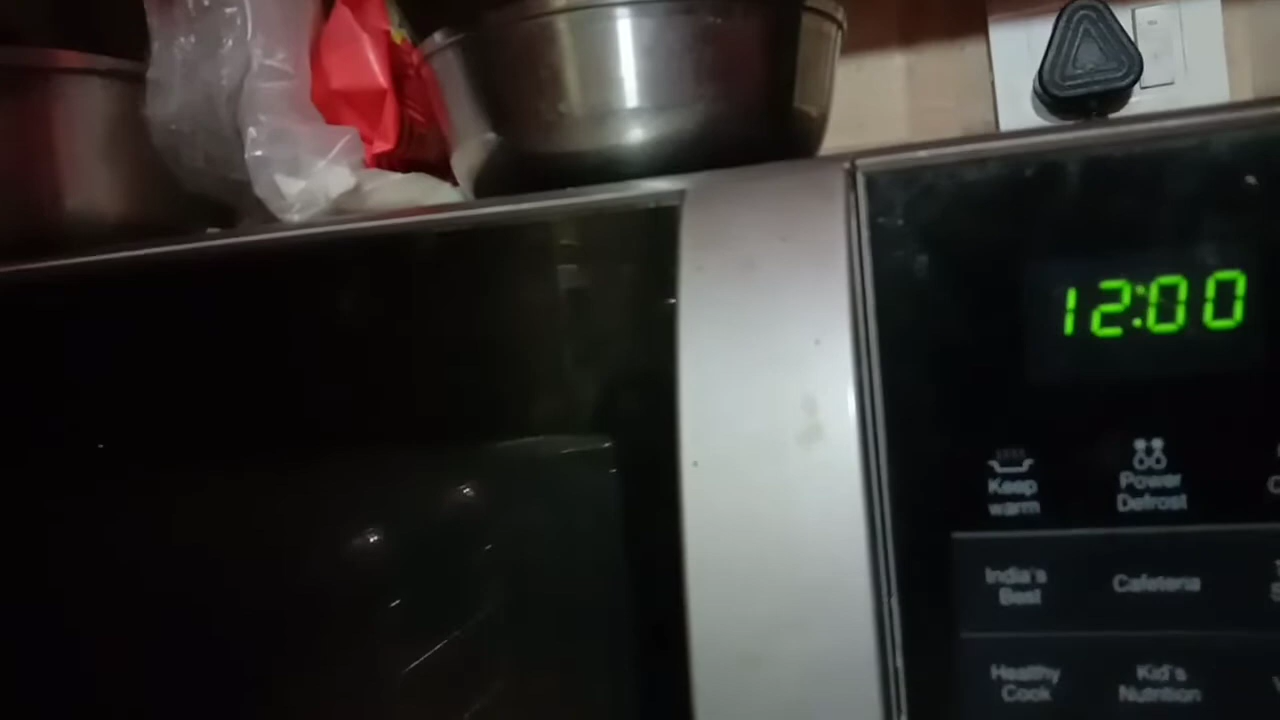 12:00
Keep
warm
Power
Defrost
India's
Best
Cafeteria
Healthy
Cook
Kid's
Nutrition